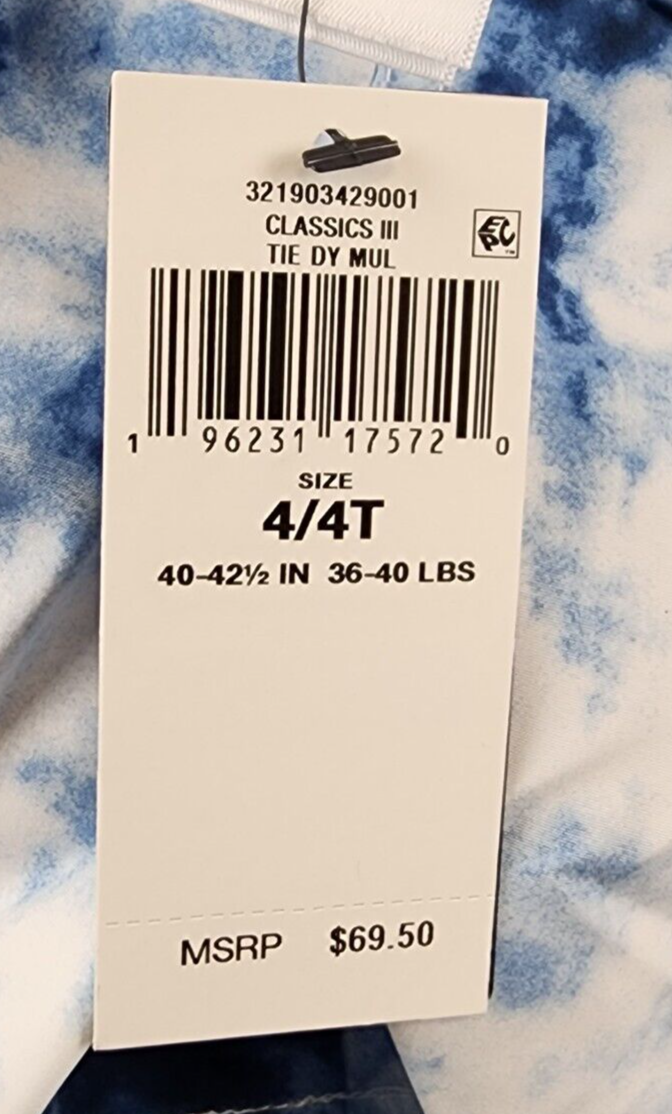 321903429001
CLASSICS III
TIE DY MUL
EPC
1 96231 17572 0
SIZE
4/4T
40-42½ IN 36-40 LBS
MSRP $69.50